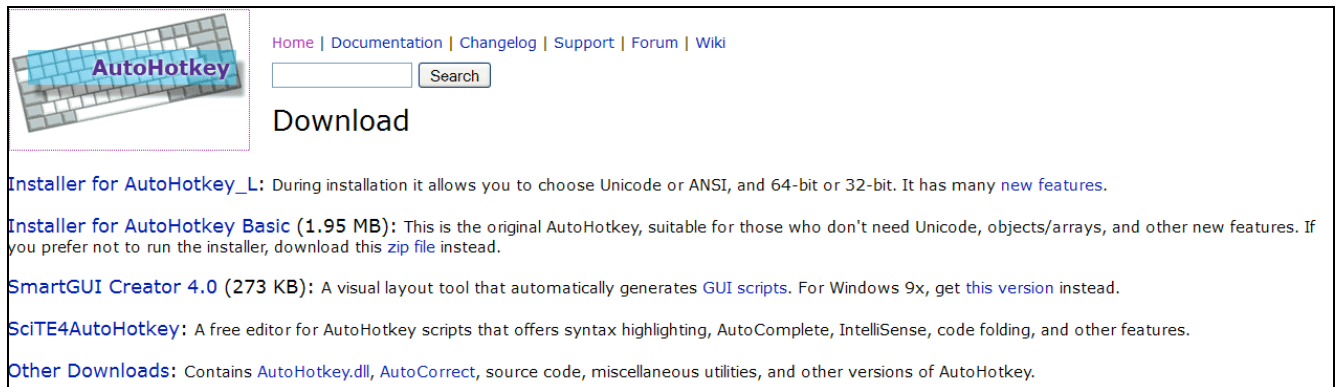 AutoHotkey
Home | Documentation | Changelog | Support | Forum | Wiki
Search
Download
Installer for AutoHotkey_L: During installation it allows you to choose Unicode or ANSI, and 64-bit or 32-bit. It has many new features.
Installer for AutoHotkey Basic (1.95 MB): This is the original AutoHotkey, suitable for those who don't need Unicode, objects/arrays, and other new features. If
you prefer not to run the installer, download this zip file instead.
SmartGUI Creator 4.0 (273 KB): A visual layout tool that automatically generates GUI scripts. For Windows 9x, get this version instead.
SciTE4AutoHotkey: A free editor for AutoHotkey scripts that offers syntax highlighting, AutoComplete, IntelliSense, code folding, and other features.
Other Downloads: Contains AutoHotkey.dll, AutoCorrect, source code, miscellaneous utilities, and other versions of AutoHotkey.